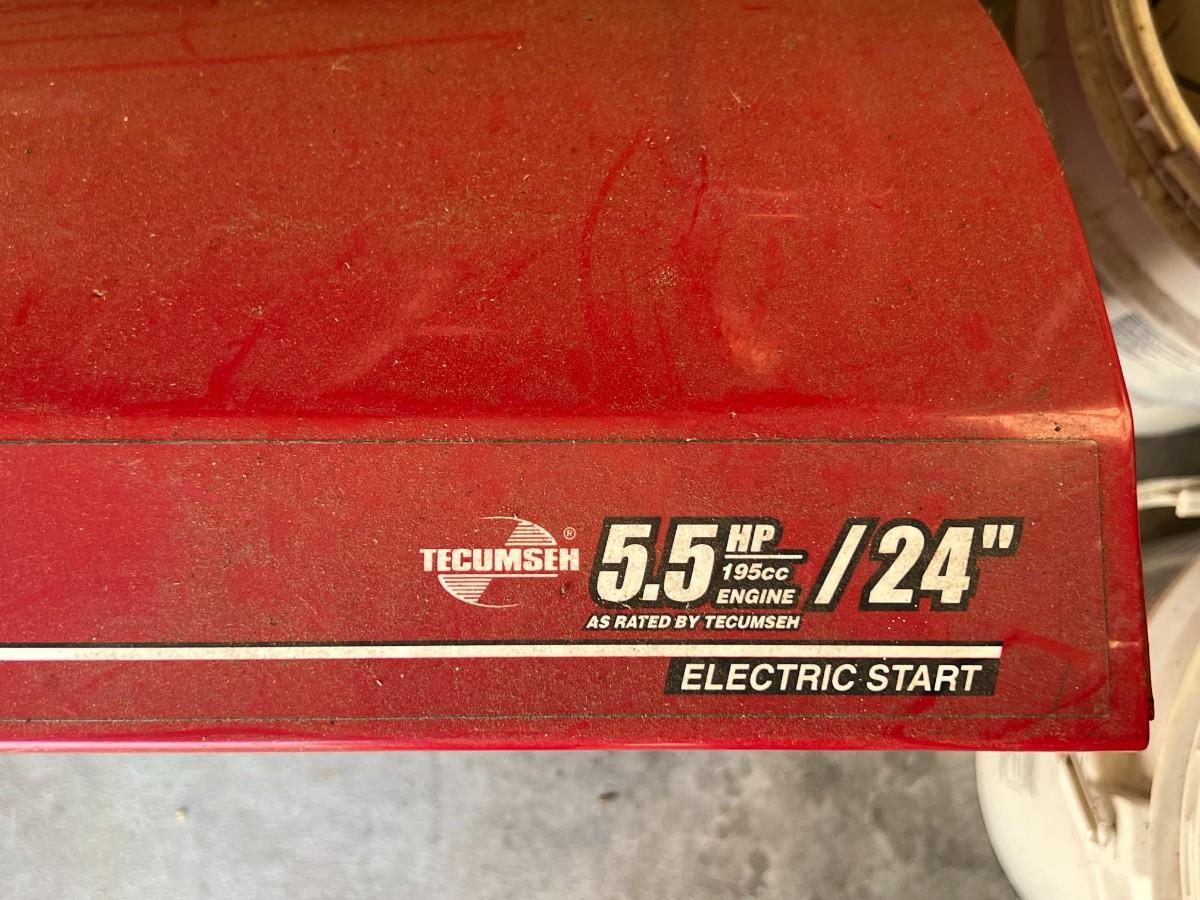 TECUMSEH®
5.5 HP / 24"
195cc
ENGINE
AS RATED BY TECUMSEH
ELECTRIC START